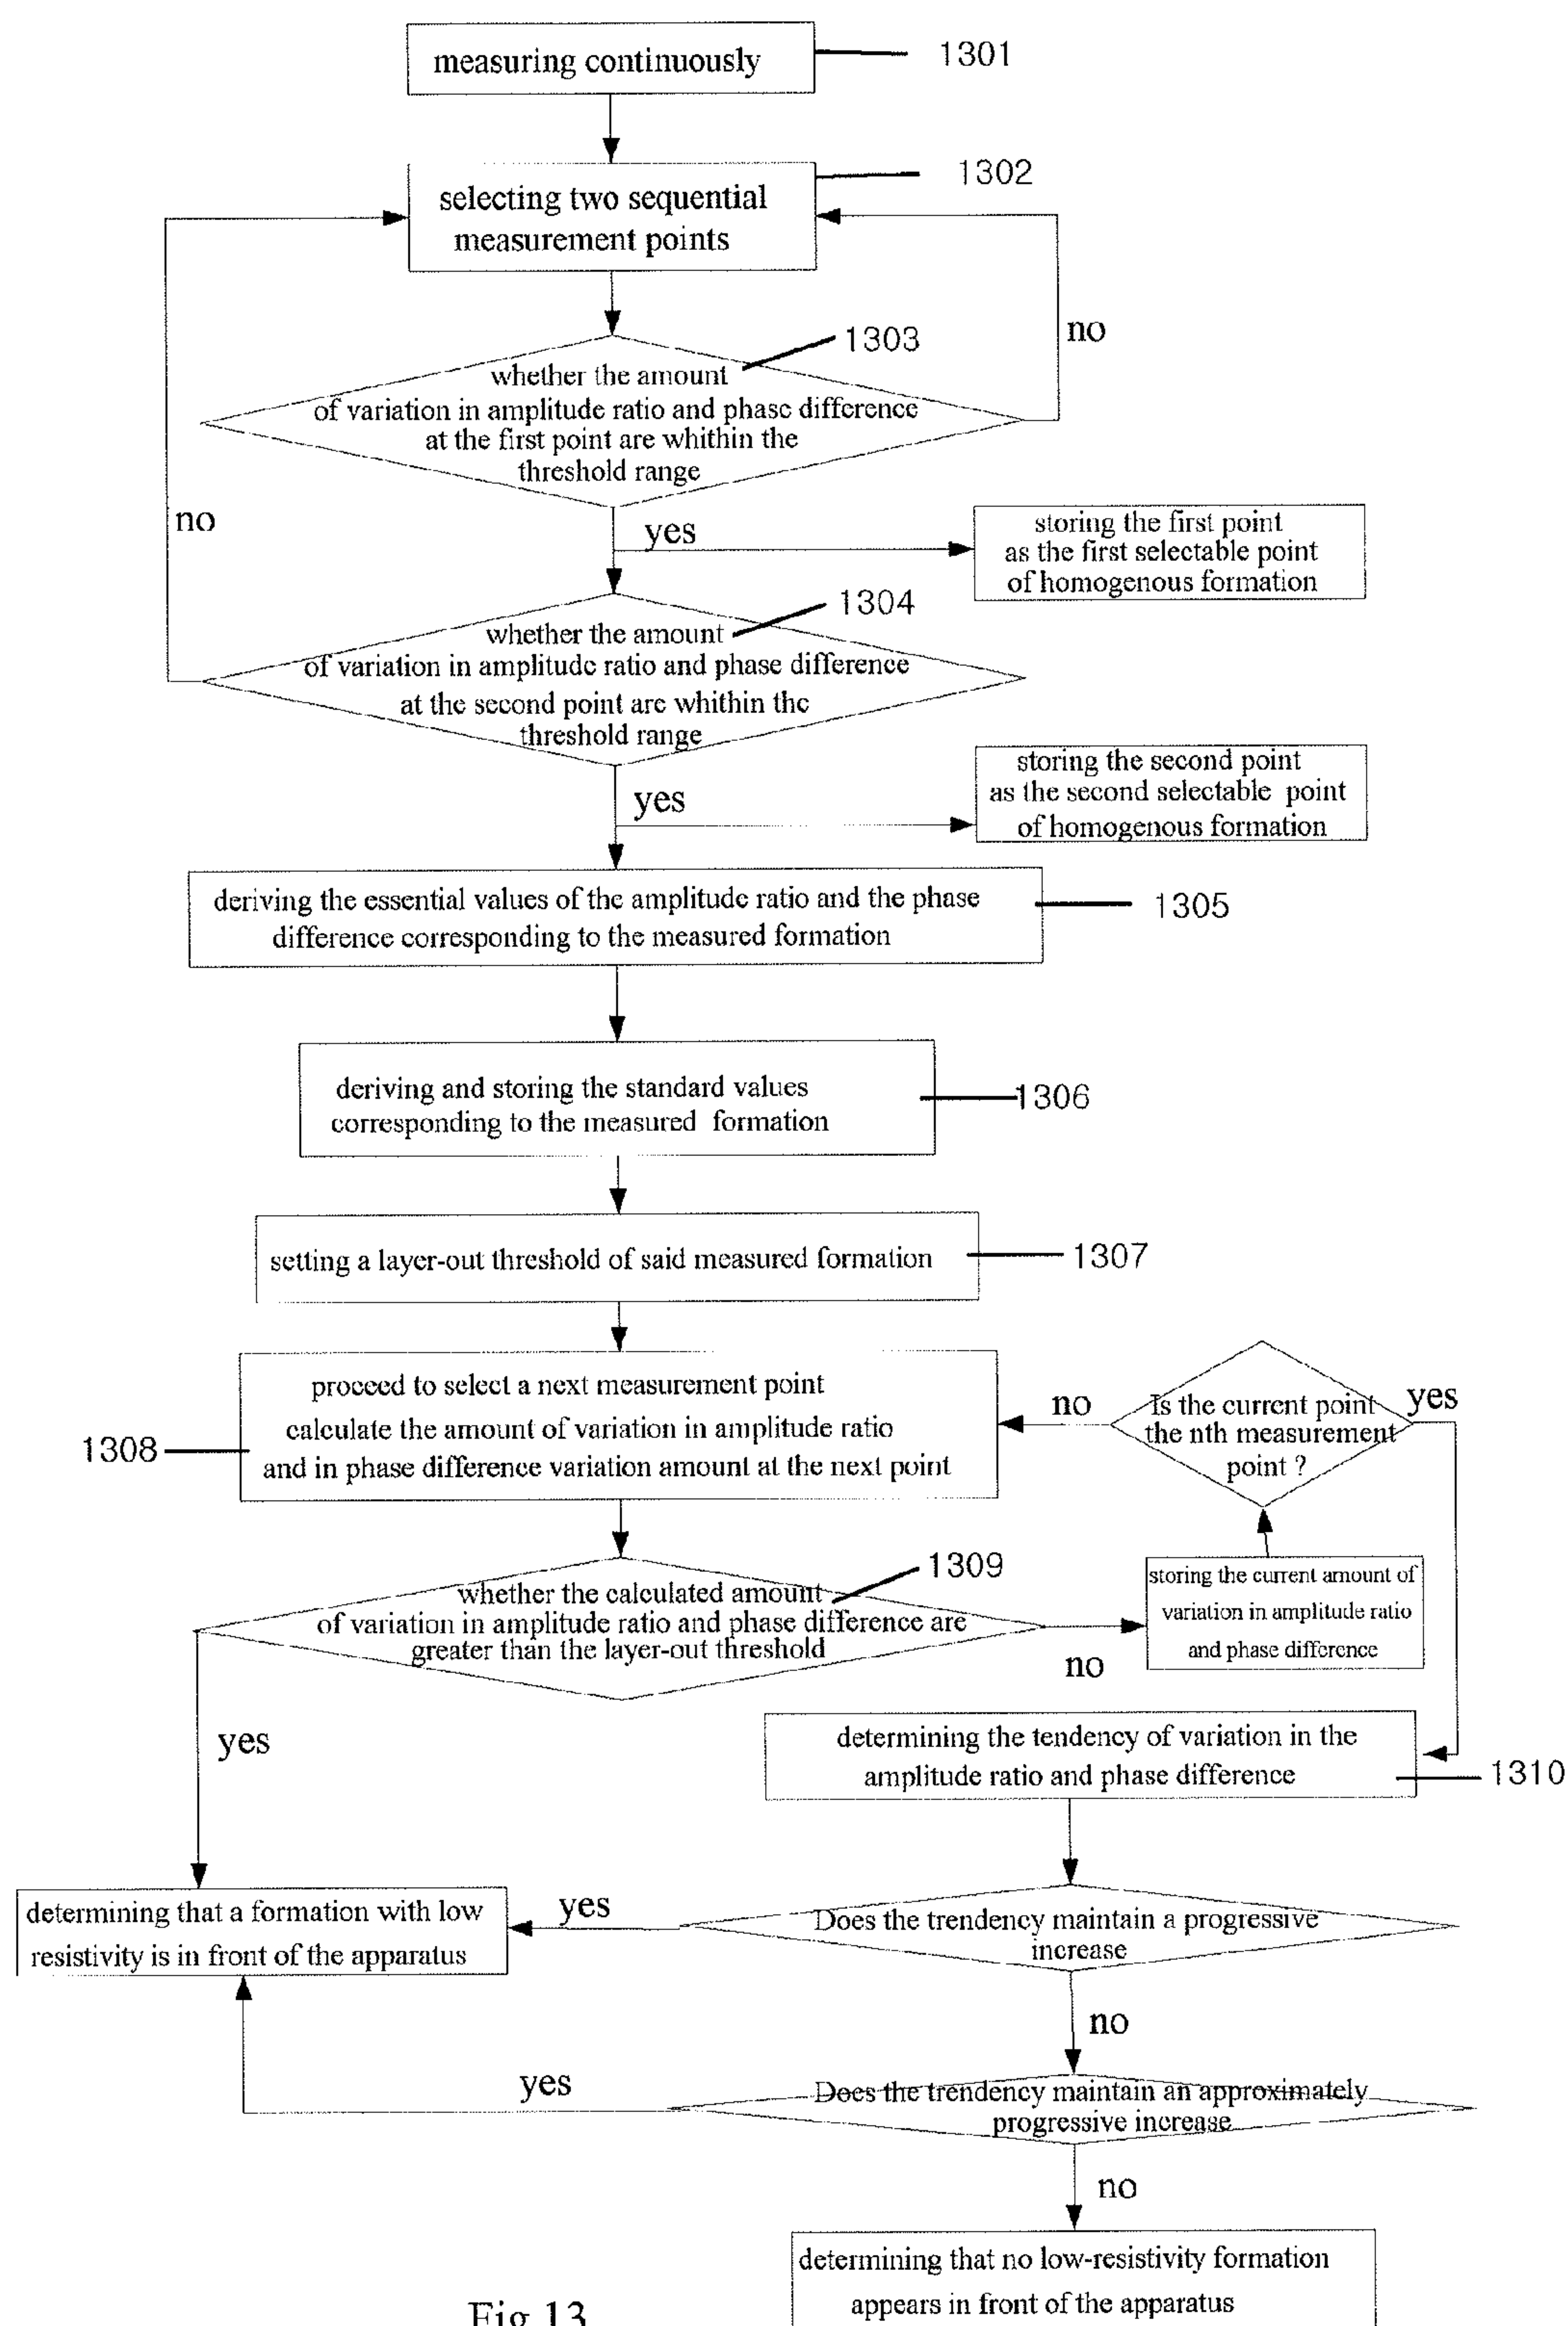 measuring continuously
1301
selecting two sequential
measurement points
1302
no
whether the amount
of variation in amplitude ratio and phase difference
at the first point are whithin the
threshold range
1303
no
yes
storing the first point
as the first selectable point
of homogenous formation
whether the amount
of variation in amplitude ratio and phase difference
at the second point are whithin the
threshold range
1304
yes
storing the second point
as the second selectable point
of homogenous formation
deriving the essential values of the amplitude ratio and the phase
difference corresponding to the measured formation
1305
deriving and storing the standard values
corresponding to the measured formation
1306
setting a layer-out threshold of said measured formation
1307
proceed to select a next measurement point
calculate the amount of variation in amplitude ratio
and in phase difference variation amount at the next point
1308
no
Is the current point
the nth measurement
point ?
yes
whether the calculated amount
of variation in amplitude ratio and phase difference are
greater than the layer-out threshold
1309
no
storing the current amount of
variation in amplitude ratio
and phase difference
yes
determining the tendency of variation in the
amplitude ratio and phase difference
1310
determining that a formation with low
resistivity is in front of the apparatus
yes
Does the trendency maintain a progressive
increase
no
yes
Does the trendency maintain an approximately
progressive increase
no
determining that no low-resistivity formation
appears in front of the apparatus
Fig 13